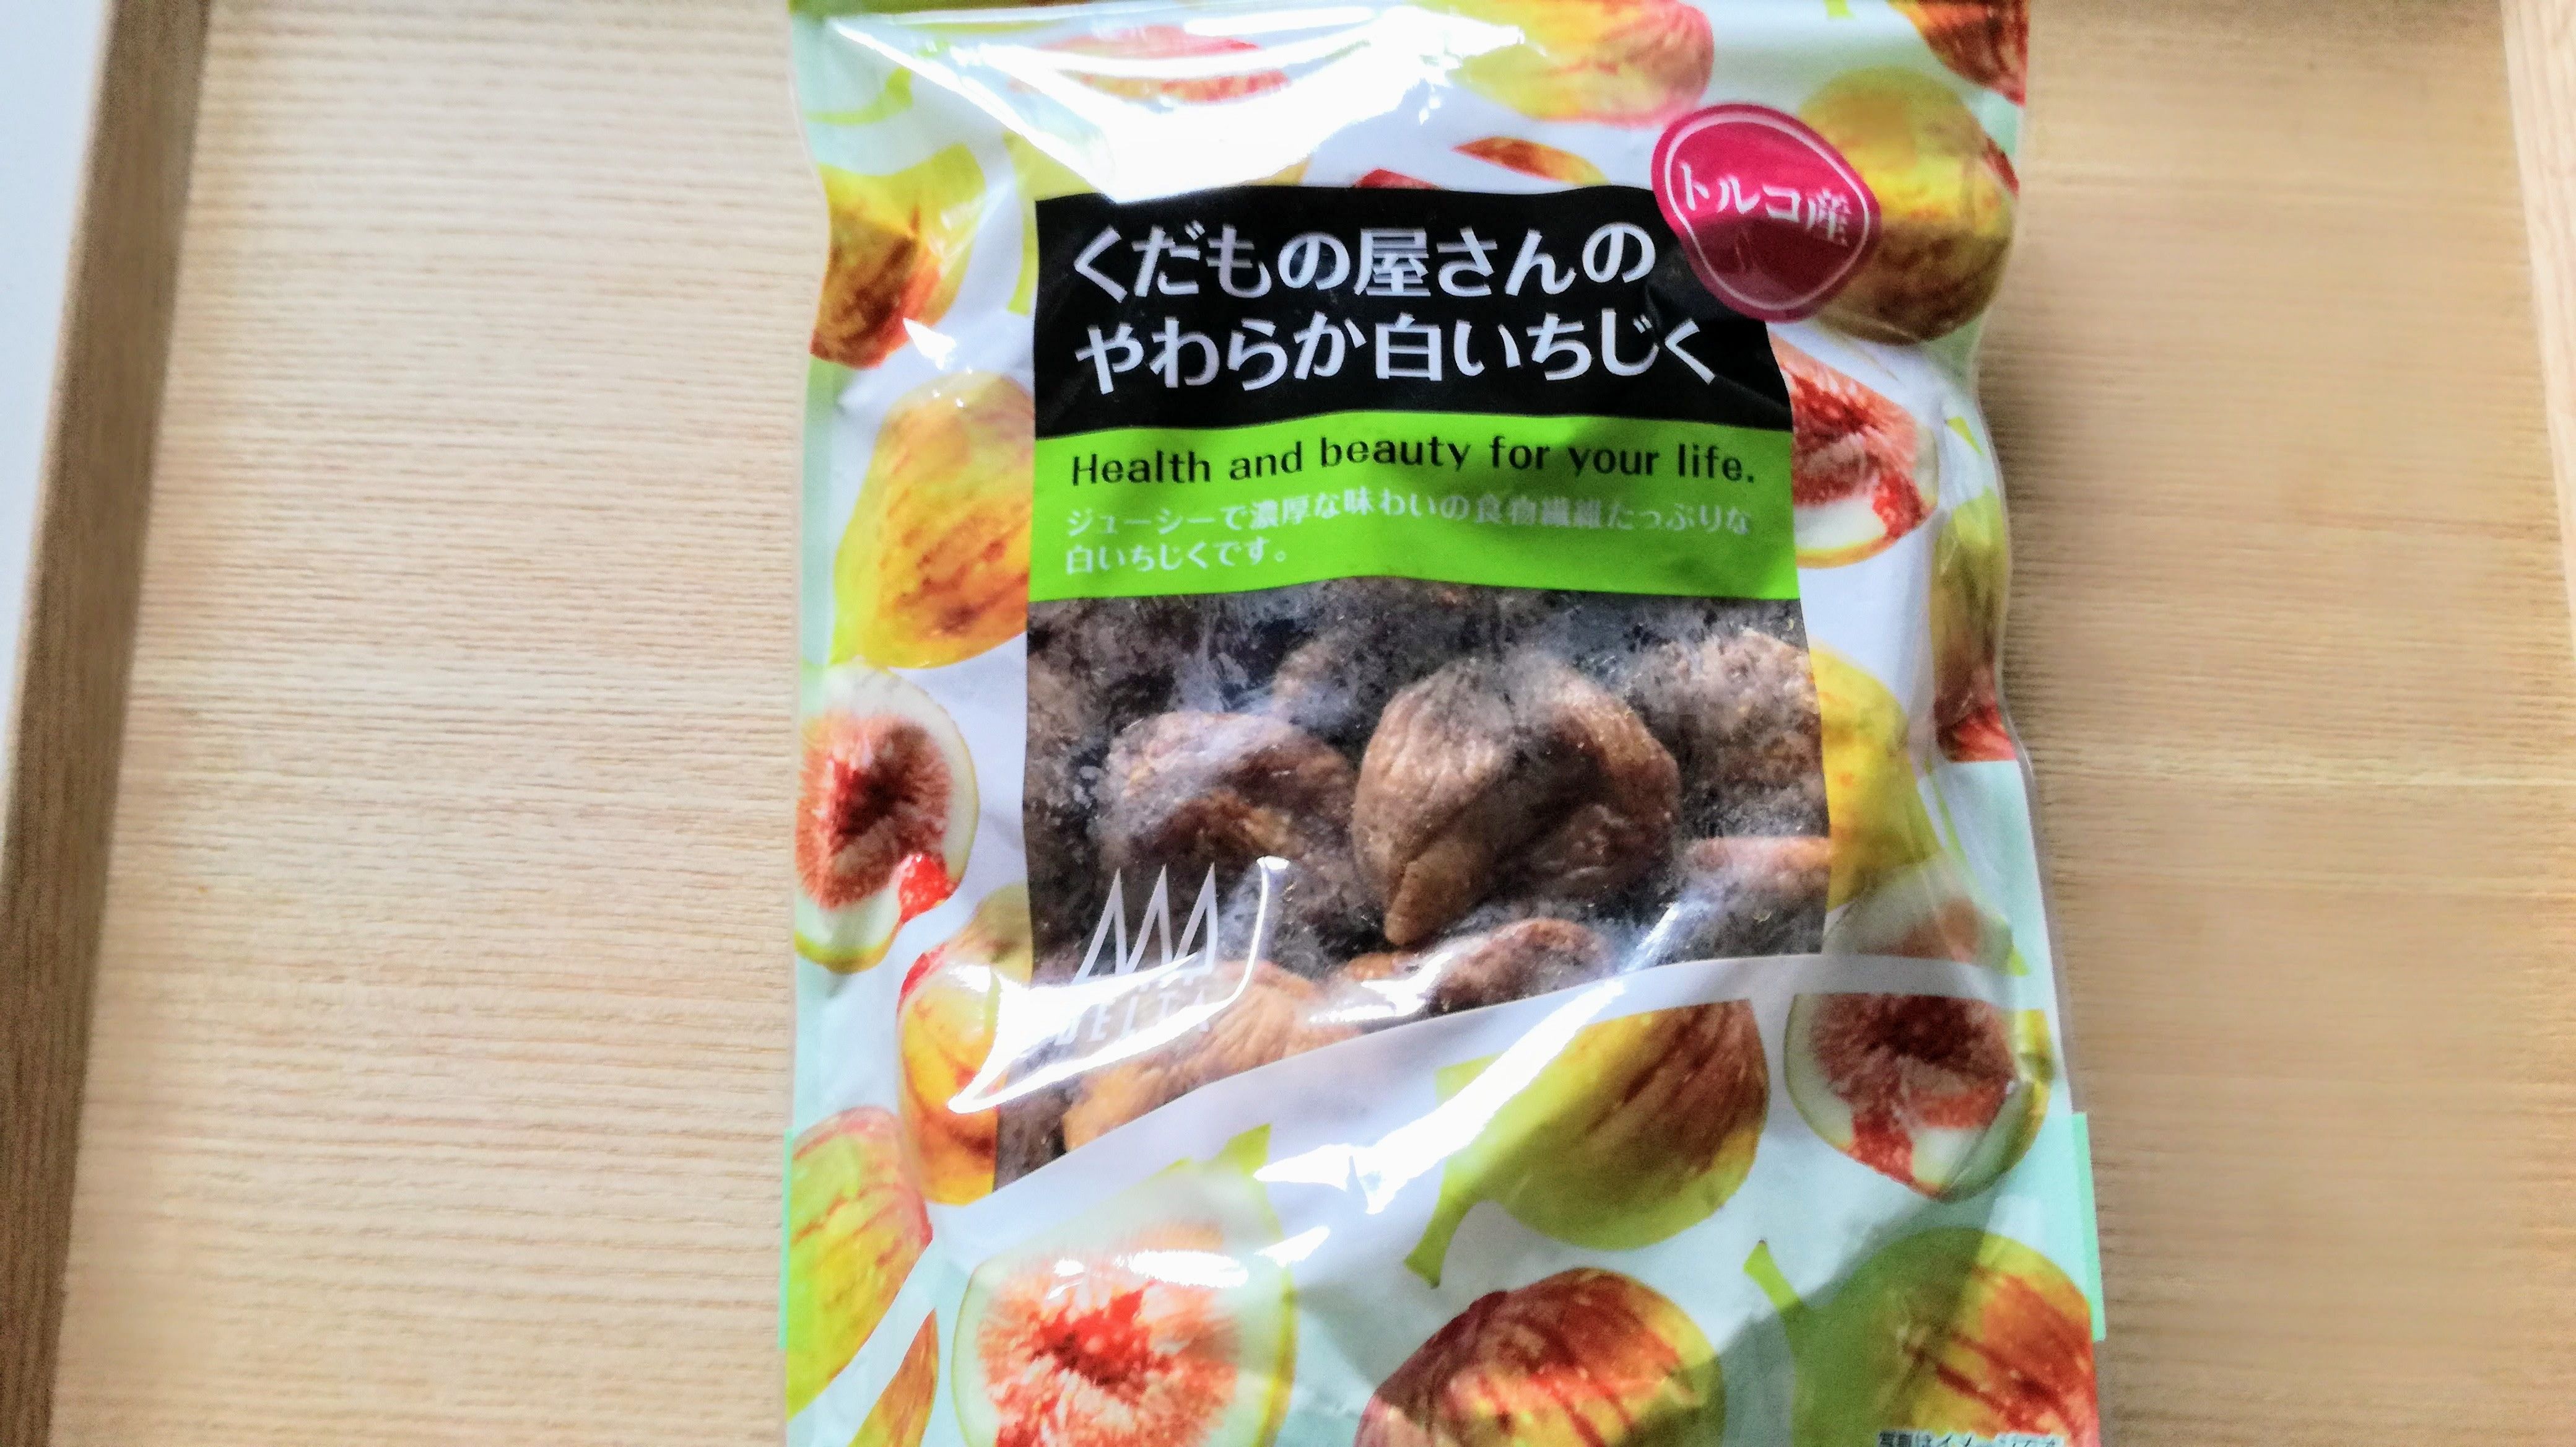 トルコ産
くだもの屋さんの
やわらか白いちじく
Health and beauty for your life.
ジューシーで濃厚な味わいの食物繊維たっぷりな
白いちじくです。
DELTA